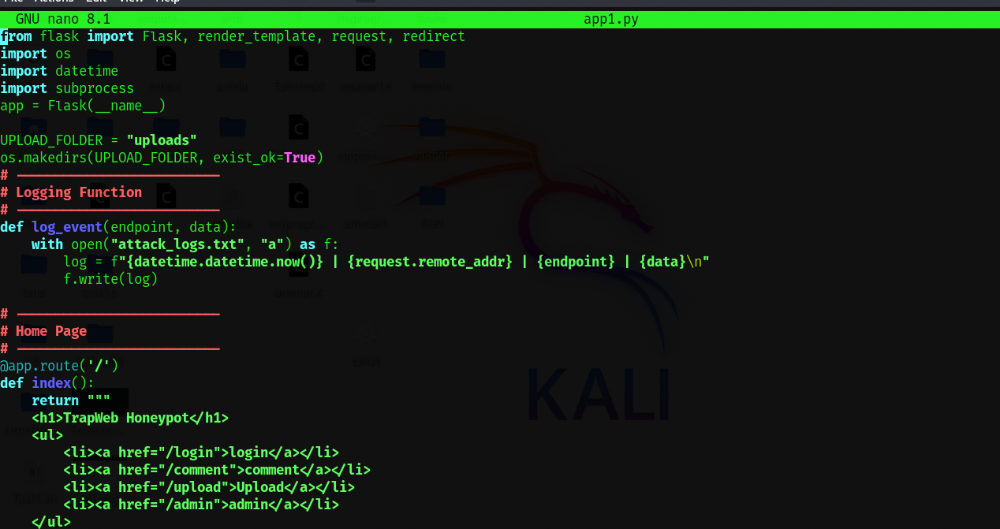 File Actions Edit View Help
GNU nano 8.1 app1.py
from flask import Flask, render_template, request, redirect
import os
import datetime
import subprocess
app = Flask(__name__)
UPLOAD_FOLDER = "uploads"
os.makedirs(UPLOAD_FOLDER, exist_ok=True)
# --------------------------
# Logging Function
# --------------------------
def log_event(endpoint, data):
    with open("attack_logs.txt", "a") as f:
        log = f"{datetime.datetime.now()} | {request.remote_addr} | {endpoint} | {data}\n"
        f.write(log)
# --------------------------
# Home Page
# --------------------------
@app.route('/')
def index():
    return """
    <h1>TrapWeb Honeypot</h1>
    <ul>
        <li><a href="/login">login</a></li>
        <li><a href="/comment">comment</a></li>
        <li><a href="/upload">Upload</a></li>
        <li><a href="/admin">admin</a></li>
    </ul>
KALI